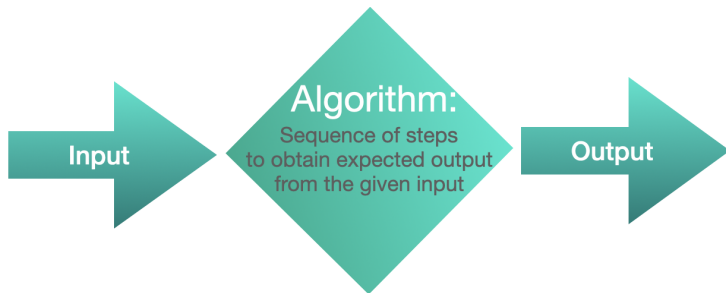 Input
Algorithm:
Sequence of steps
to obtain expected output
from the given input
Output